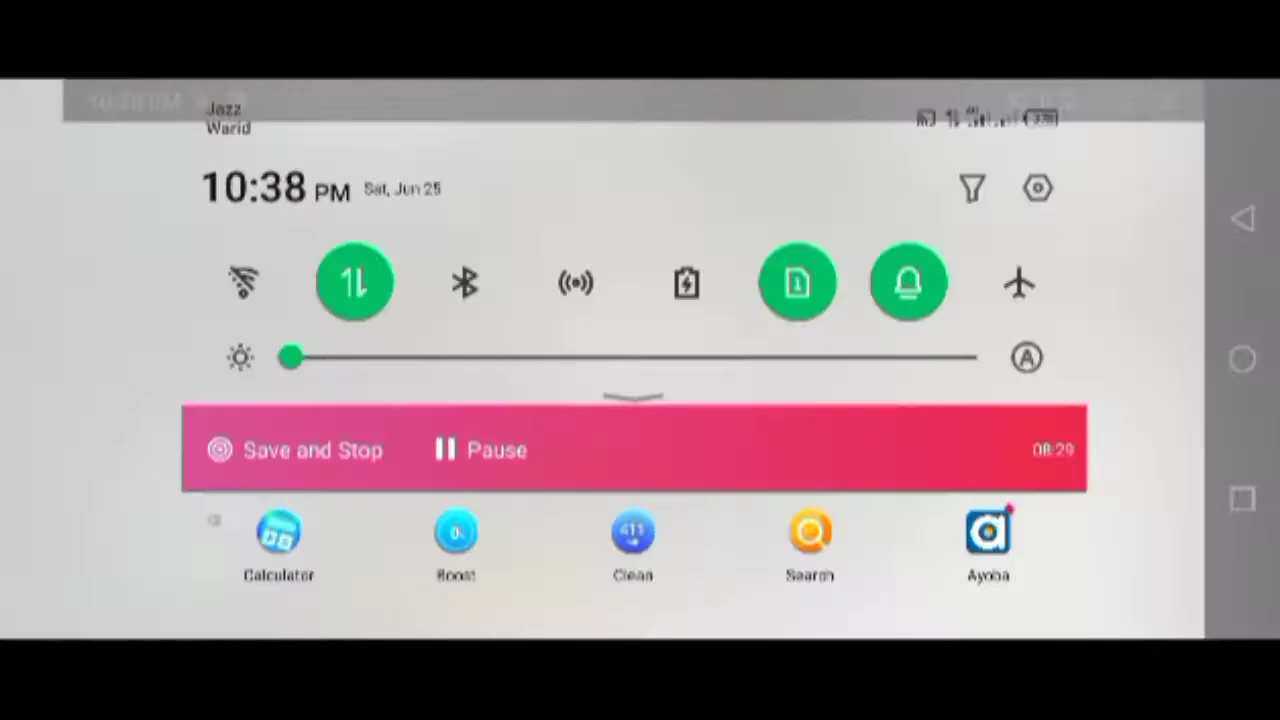 Jazz
Warid
10:38 PM Sat, Jun 25
1
A
Save and Stop Pause 08:29
Calculator Boost Clean Search Ayoba